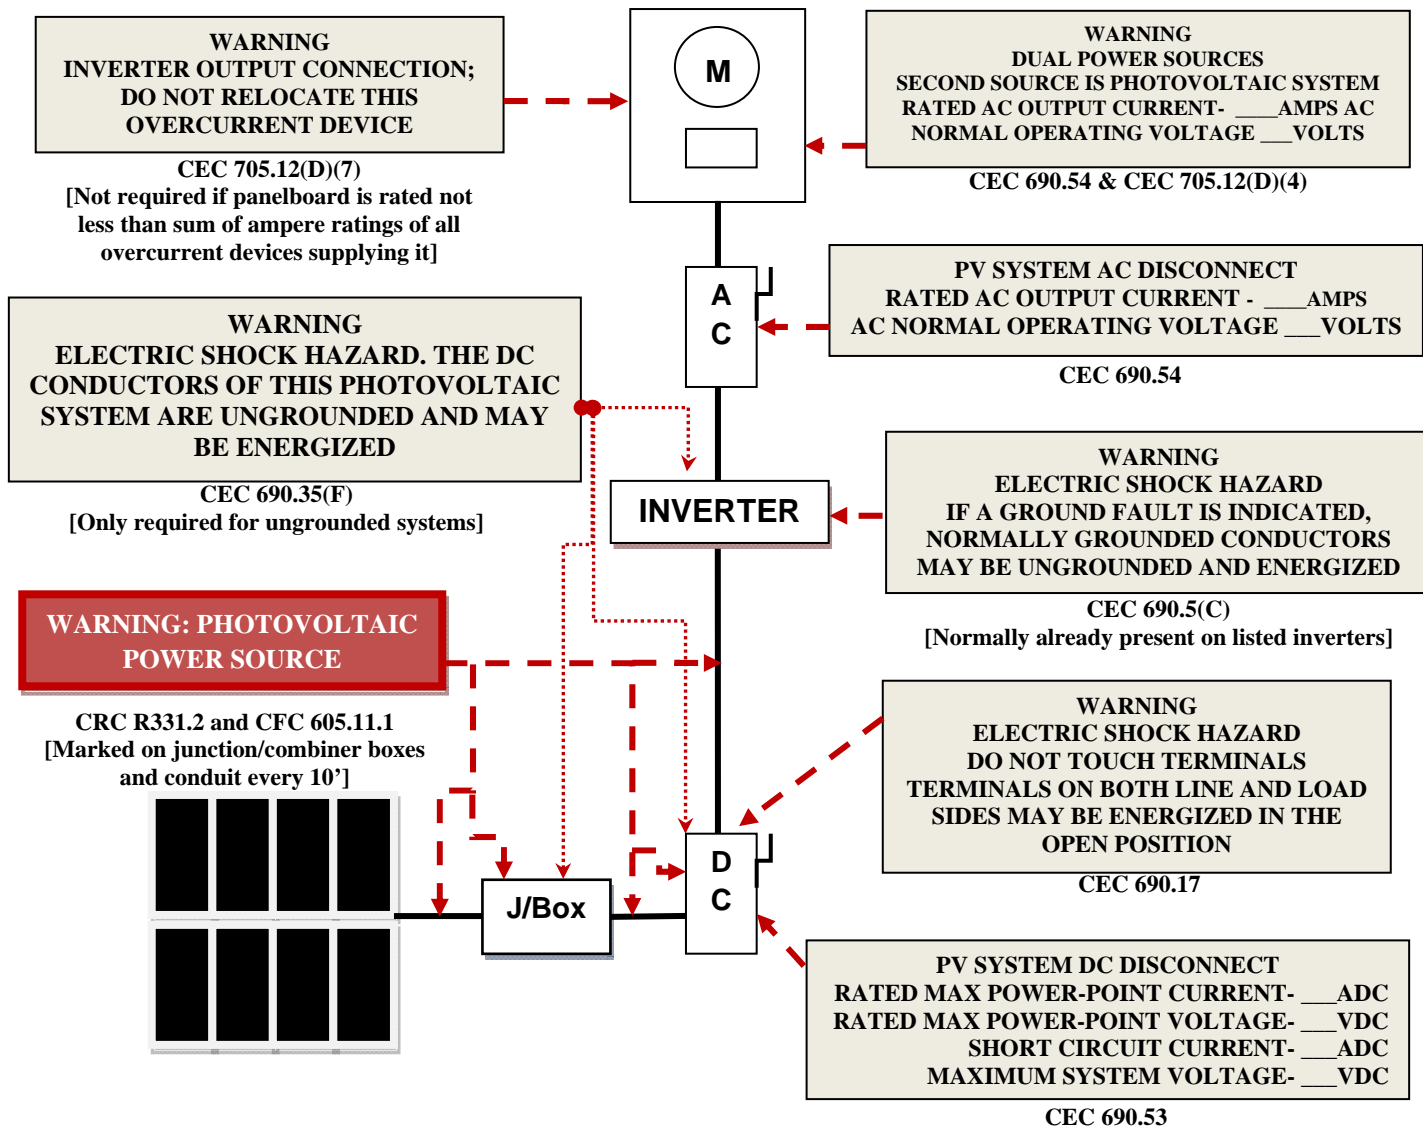 WARNING
INVERTER OUTPUT CONNECTION;
DO NOT RELOCATE THIS
OVERCURRENT DEVICE
CEC 705.12(D)(7)
[Not required if panelboard is rated not
less than sum of ampere ratings of all
overcurrent devices supplying it]
M
WARNING
DUAL POWER SOURCES
SECOND SOURCE IS PHOTOVOLTAIC SYSTEM
RATED AC OUTPUT CURRENT- ____AMPS AC
NORMAL OPERATING VOLTAGE ___VOLTS
CEC 690.54 & CEC 705.12(D)(4)
A
C
PV SYSTEM AC DISCONNECT
RATED AC OUTPUT CURRENT - ____AMPS
AC NORMAL OPERATING VOLTAGE ___VOLTS
CEC 690.54
WARNING
ELECTRIC SHOCK HAZARD. THE DC
CONDUCTORS OF THIS PHOTOVOLTAIC
SYSTEM ARE UNGROUNDED AND MAY
BE ENERGIZED
CEC 690.35(F)
[Only required for ungrounded systems]
INVERTER
WARNING
ELECTRIC SHOCK HAZARD
IF A GROUND FAULT IS INDICATED,
NORMALLY GROUNDED CONDUCTORS
MAY BE UNGROUNDED AND ENERGIZED
CEC 690.5(C)
[Normally already present on listed inverters]
WARNING: PHOTOVOLTAIC
POWER SOURCE
CRC R331.2 and CFC 605.11.1
[Marked on junction/combiner boxes
and conduit every 10’]
WARNING
ELECTRIC SHOCK HAZARD
DO NOT TOUCH TERMINALS
TERMINALS ON BOTH LINE AND LOAD
SIDES MAY BE ENERGIZED IN THE
OPEN POSITION
CEC 690.17
J/Box
D
C
PV SYSTEM DC DISCONNECT
RATED MAX POWER-POINT CURRENT- ___ADC
RATED MAX POWER-POINT VOLTAGE- ___VDC
SHORT CIRCUIT CURRENT- ___ADC
MAXIMUM SYSTEM VOLTAGE- ___VDC
CEC 690.53